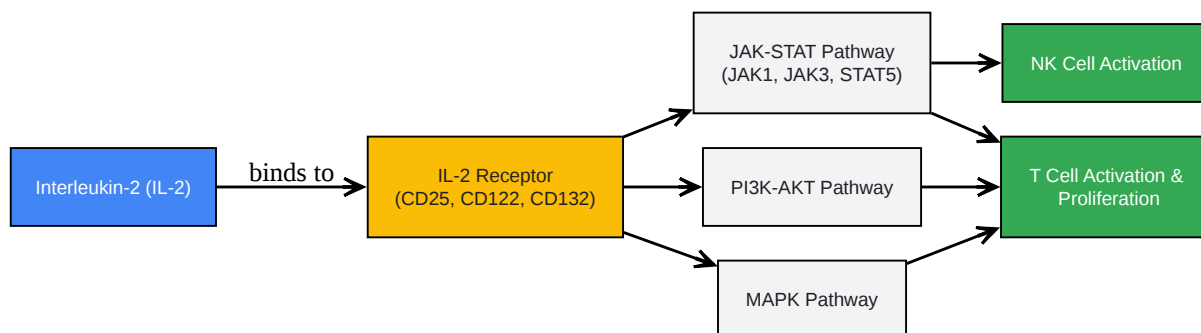 Interleukin-2 (IL-2)
binds to
IL-2 Receptor
(CD25, CD122, CD132)
JAK-STAT Pathway
(JAK1, JAK3, STAT5)
PI3K-AKT Pathway
MAPK Pathway
NK Cell Activation
T Cell Activation &
Proliferation